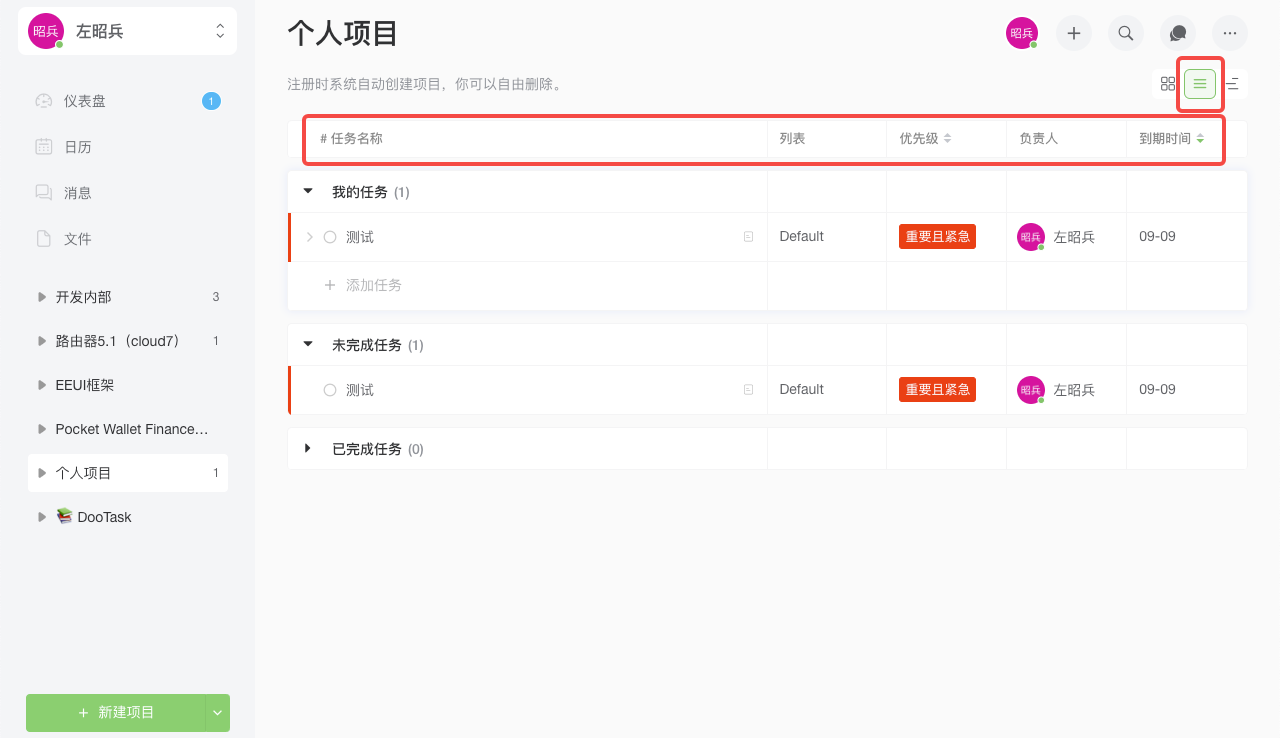 昭兵 左昭兵
仪表盘 1
日历
消息
文件
开发内部 3
路由器5.1（cloud7） 1
EEUI框架
Pocket Wallet Finance…
个人项目 1
DooTask
新建项目
个人项目
昭兵
注册时系统自动创建项目，你可以自由删除。
# 任务名称 列表 优先级 负责人 到期时间
我的任务 (1)
测试 Default 重要且紧急 昭兵 左昭兵 09-09
添加任务
未完成任务 (1)
测试 Default 重要且紧急 昭兵 左昭兵 09-09
已完成任务 (0)